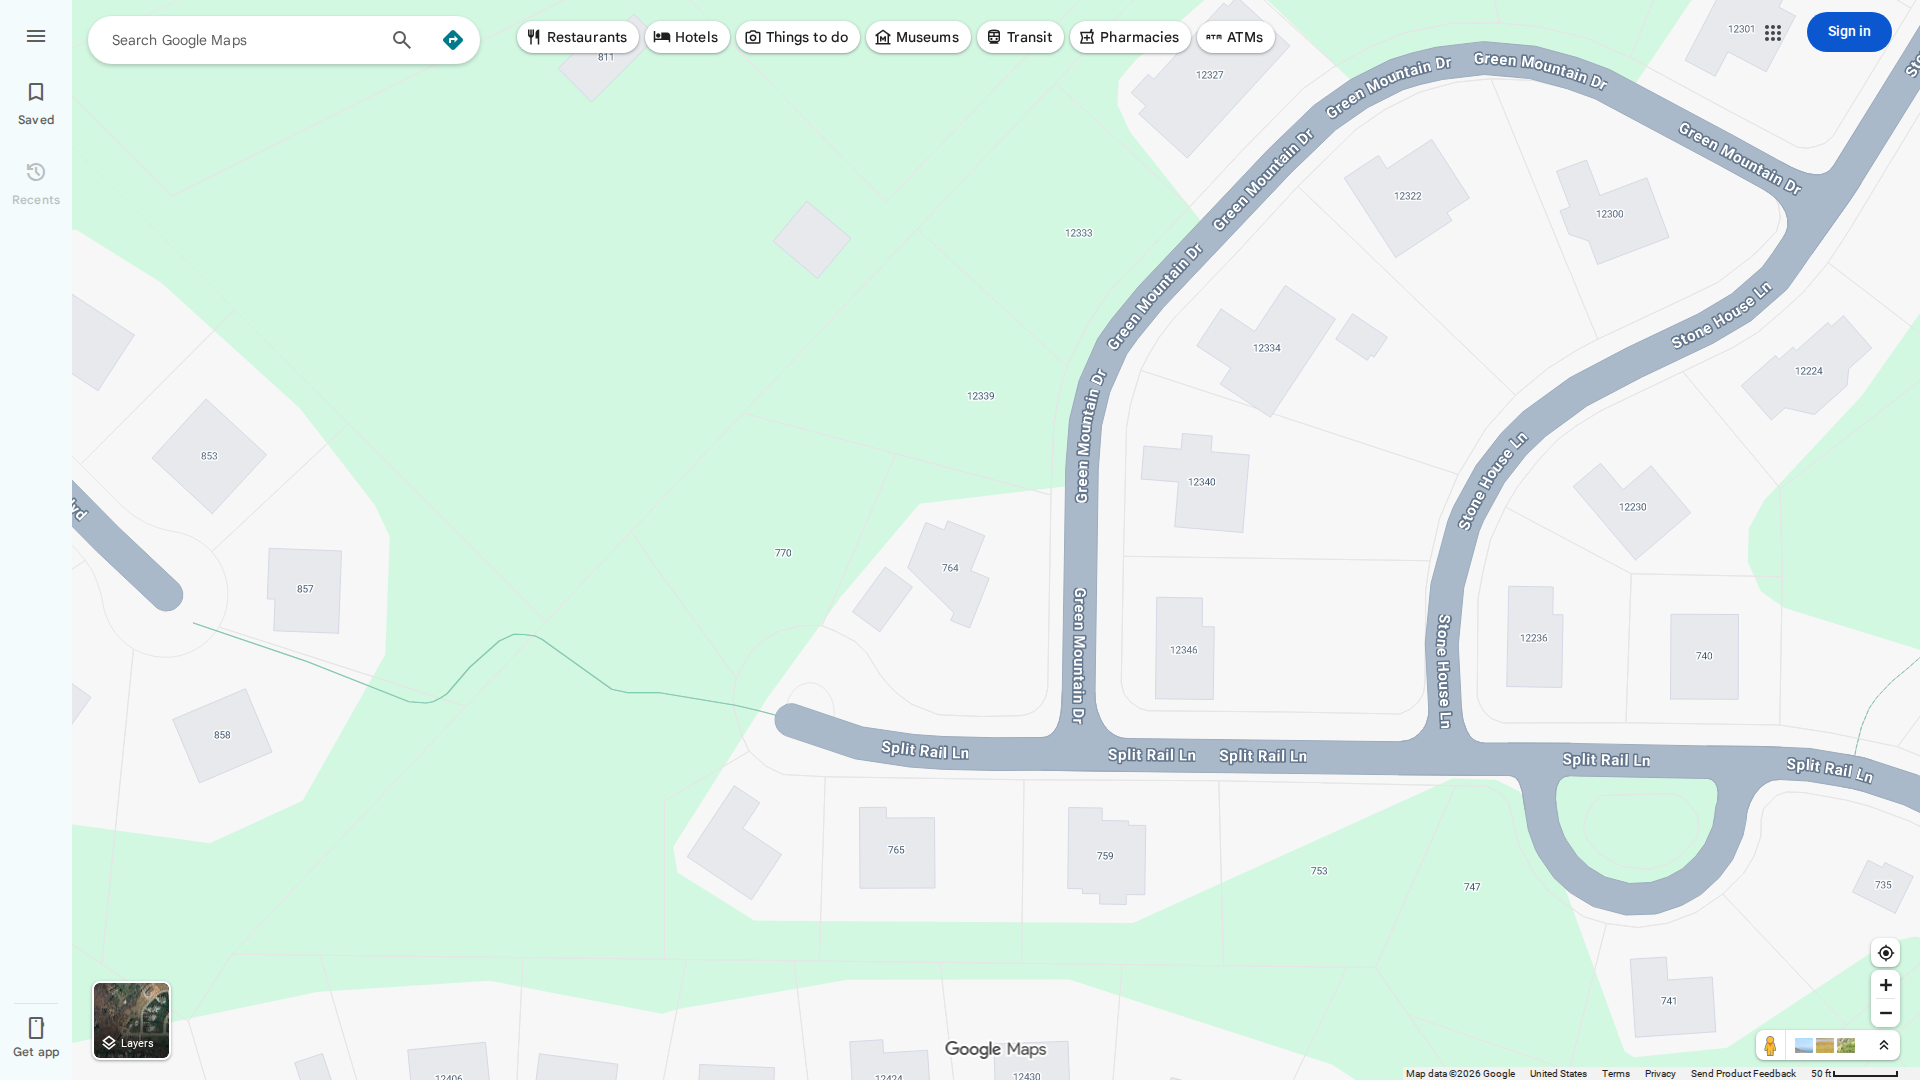 Search Google Maps
Restaurants
Hotels
Things to do
Museums
Transit
Pharmacies
ATMs
Sign in
Saved
Recents
811
12327
12301
Green Mountain Dr
Green Mountain Dr
Green Mountain Dr
Green Mountain Dr
Green Mountain Dr
Green Mountain Dr
Green Mountain Dr
12322
12300
12333
Stone House Ln
12334
12224
12339
853
Stone House Ln
12340
12230
770
764
857
12346
Stone House Ln
12236
740
858
Split Rail Ln
Split Rail Ln
Split Rail Ln
Split Rail Ln
Split Rail Ln
765
759
753
747
735
741
Layers
Get app
Google Maps
12406
12424
12430
Map data ©2026 Google
United States
Terms
Privacy
Send Product Feedback
50 ft